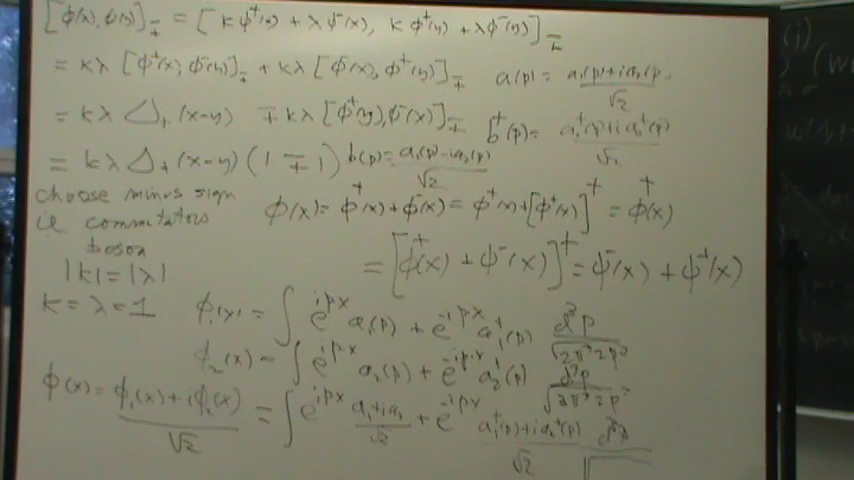 [ϕ(x), ϕ(y)]∓ = [κϕ⁺(x) + λϕ⁻(x), κϕ⁺(y) + λϕ⁻(y)]∓
= κλ [ϕ⁺(x), ϕ⁻(y)]∓ + κλ [ϕ⁻(x), ϕ⁺(y)]∓
a(p) = a₁(p)+ia₂(p / √2
= κλ Δ₊(x-y) ∓ κλ [ϕ⁺(y), ϕ⁻(x)]∓
b⁺(p) = a₁⁺(p)+ia₂⁺(p) / √2
= κλ Δ₊(x-y) (1 ∓ 1)
b(p) = a₁(p)-ia₂(p) / √2
choose minus sign
ie commutators
boson
ϕ(x) = ϕ⁺(x) + ϕ⁻(x) = ϕ⁺(x) + [ϕ⁺(x)]† = ϕ†(x)
= [ϕ⁺(x) + ϕ⁻(x)]† = ϕ⁻(x) + ϕ⁺(x)
|κ| = |λ|
κ = λ = 1
ϕ₁(x) = ∫ e^{ipx} a₁(p) + e^{-ipx} a₁†(p) d³p / √2π³2p⁰
ϕ₂(x) = ∫ e^{ipx} a₂(p) + e^{-ipx} a₂†(p) d³p / √2π³2p⁰
ϕ(x) = ϕ₁(x)+iϕ₂(x) / √2 = ∫ e^{ipx} a₁+ia₂ / √2 + e^{-ipx} a₁⁺(p)+ia₂⁺(p) / √2 d³p / √